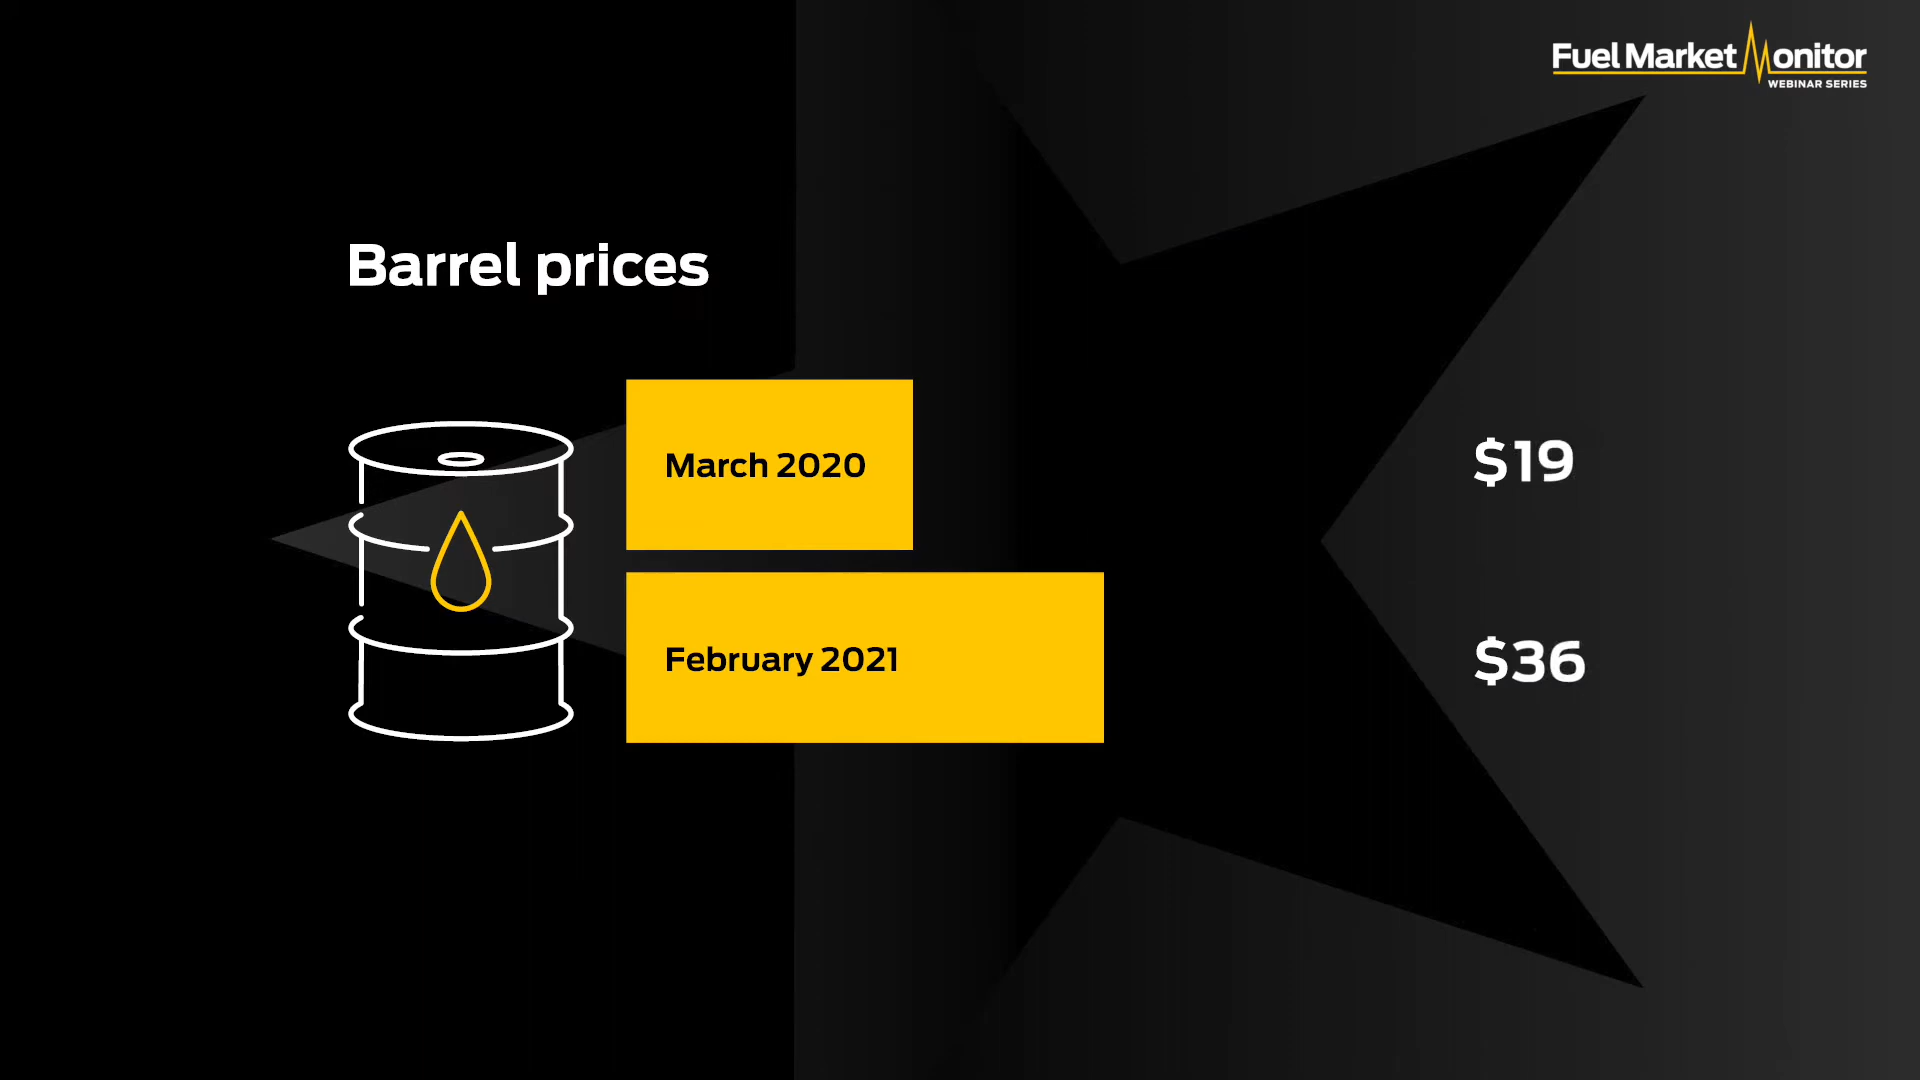 Fuel Market Monitor
WEBINAR SERIES
Barrel prices
March 2020
$19
February 2021
$36